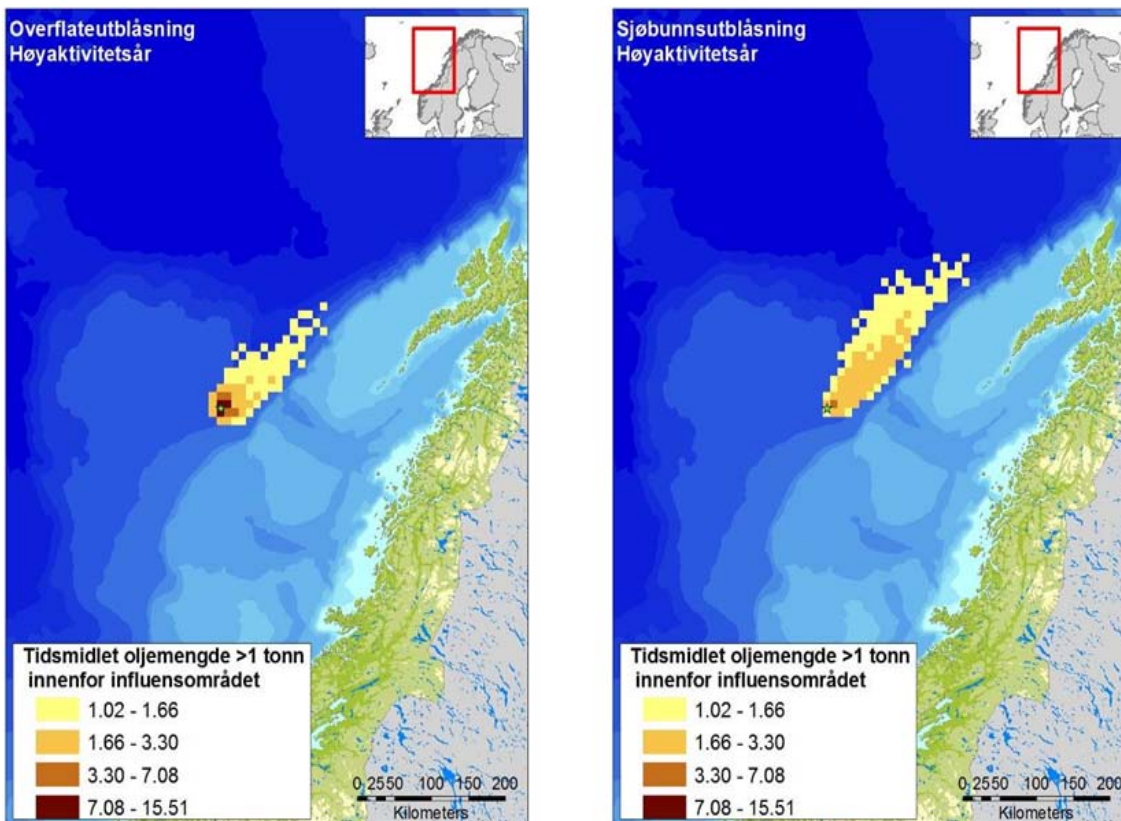 Overflateutblåsning
Høyaktivitetsår
Tidsmidlet oljemengde >1 tonn
innenfor influensområdet
1.02 - 1.66
1.66 - 3.30
3.30 - 7.08
7.08 - 15.51
0 25 50 100 150 200
Kilometers
Sjøbunnsutblåsning
Høyaktivitetsår
Tidsmidlet oljemengde >1 tonn
innenfor influensområdet
1.02 - 1.66
1.66 - 3.30
3.30 - 7.08
7.08 - 15.51
0 25 50 100 150 200
Kilometers